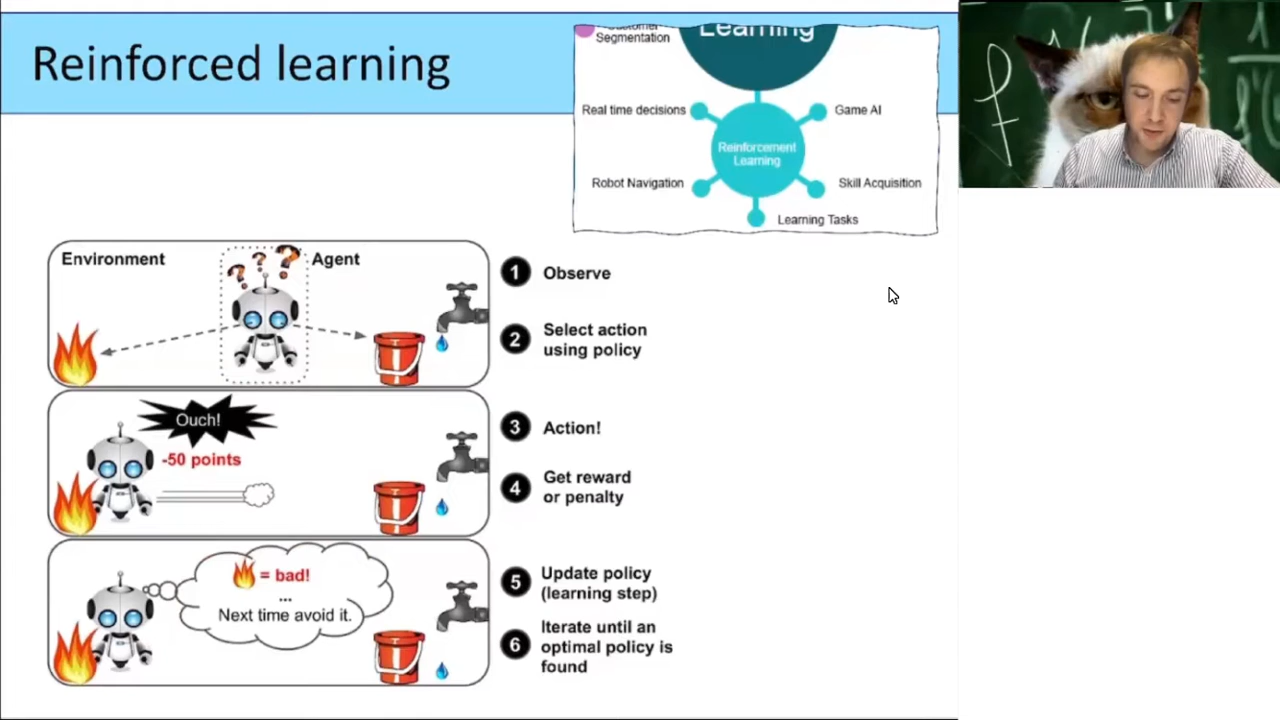 Reinforced learning
Customer
Segmentation
Learning
Real time decisions
Game AI
Reinforcement
Learning
Robot Navigation
Skill Acquisition
Learning Tasks
Environment
? ? ?
Agent
1 Observe
2 Select action
using policy
Ouch!
-50 points
3 Action!
4 Get reward
or penalty
= bad!
...
Next time avoid it.
5 Update policy
(learning step)
6 Iterate until an
optimal policy is
found